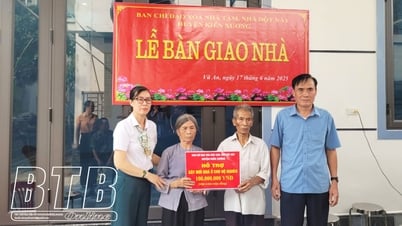 BAN CHỈ ĐẠO XÓA NHÀ TẠM, NHÀ DỘT NÁT
HUYỆN KIẾN XƯƠNG
LỄ BÀN GIAO NHÀ
Vũ An, ngày 17 tháng 6 năm 2025
HỖ TRỢ
XÂY MỚI NHÀ Ở CHO HỘ NGHÈO
100.000.000 VNĐ
BTB